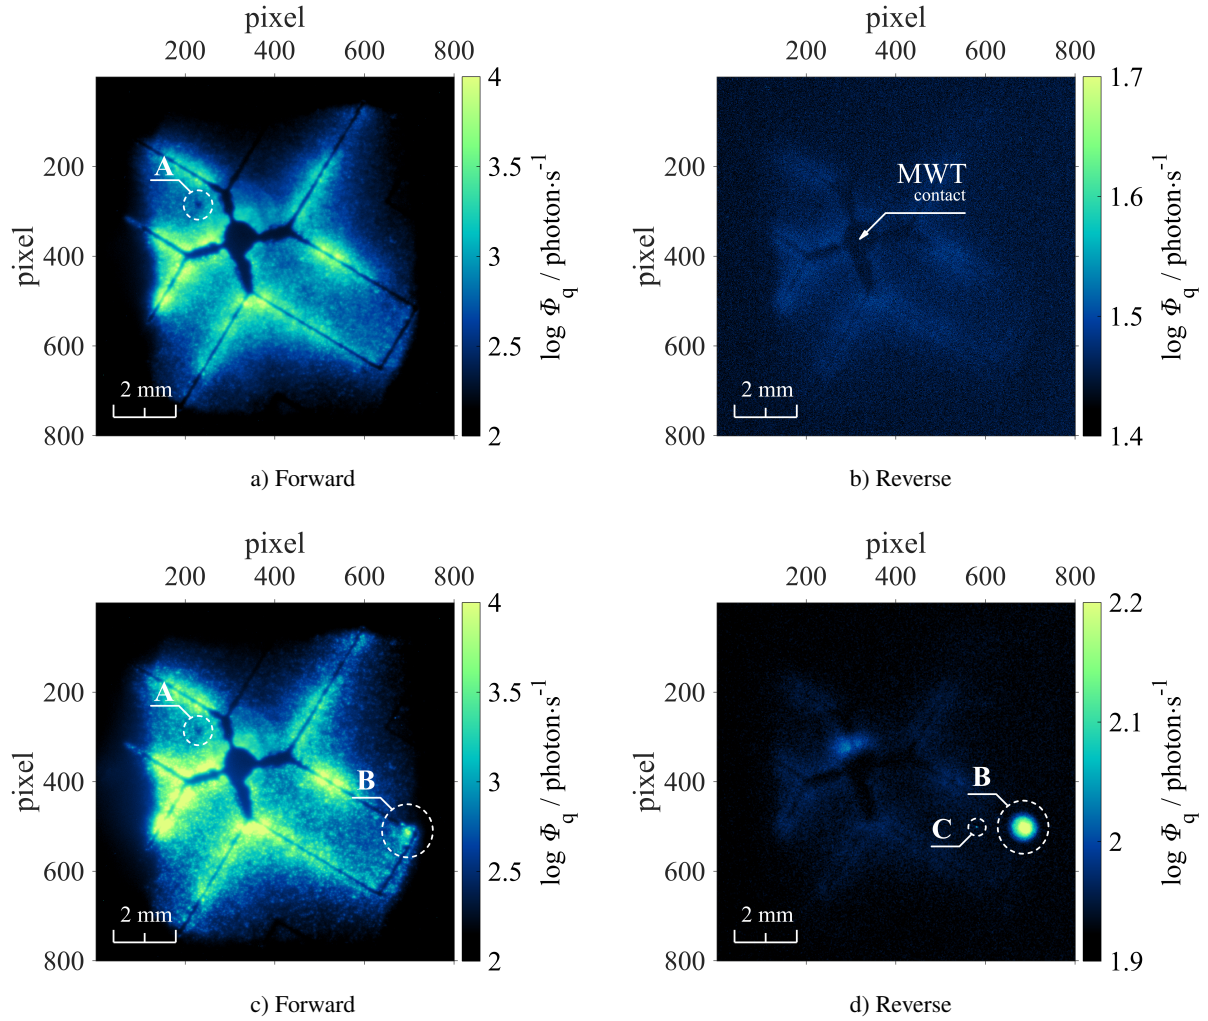 pixel
200 400 600 800
200
400
600
800
pixel
A
2 mm
4
3.5
3
2.5
2
log Φq / photon·s-1
a) Forward
pixel
200 400 600 800
200
400
600
800
pixel
MWT
contact
2 mm
1.7
1.6
1.5
1.4
log Φq / photon·s-1
b) Reverse
pixel
200 400 600 800
200
400
600
800
pixel
A
B
2 mm
4
3.5
3
2.5
2
log Φq / photon·s-1
c) Forward
pixel
200 400 600 800
200
400
600
800
pixel
B
C
2 mm
2.2
2.1
2
1.9
log Φq / photon·s-1
d) Reverse